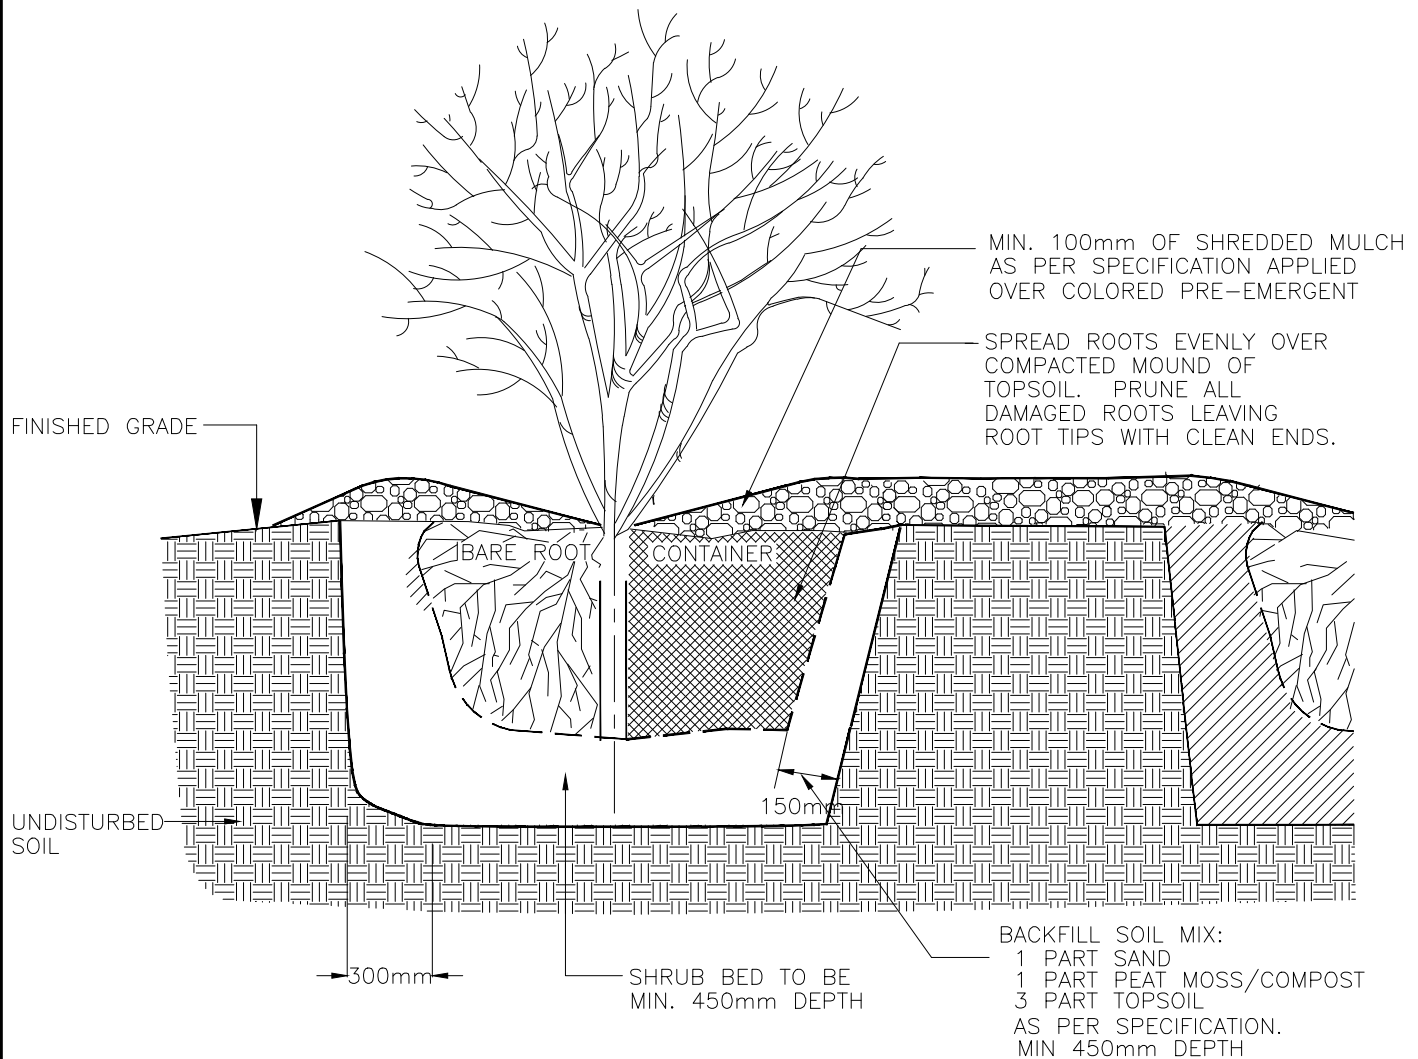 MIN. 100mm OF SHREDDED MULCH
AS PER SPECIFICATION APPLIED
OVER COLORED PRE-EMERGENT
SPREAD ROOTS EVENLY OVER
COMPACTED MOUND OF
TOPSOIL. PRUNE ALL
DAMAGED ROOTS LEAVING
ROOT TIPS WITH CLEAN ENDS.
FINISHED GRADE
BARE ROOT
CONTAINER
150mm
UNDISTURBED
SOIL
300mm
SHRUB BED TO BE
MIN. 450mm DEPTH
BACKFILL SOIL MIX:
1 PART SAND
1 PART PEAT MOSS/COMPOST
3 PART TOPSOIL
AS PER SPECIFICATION.
MIN 450mm DEPTH